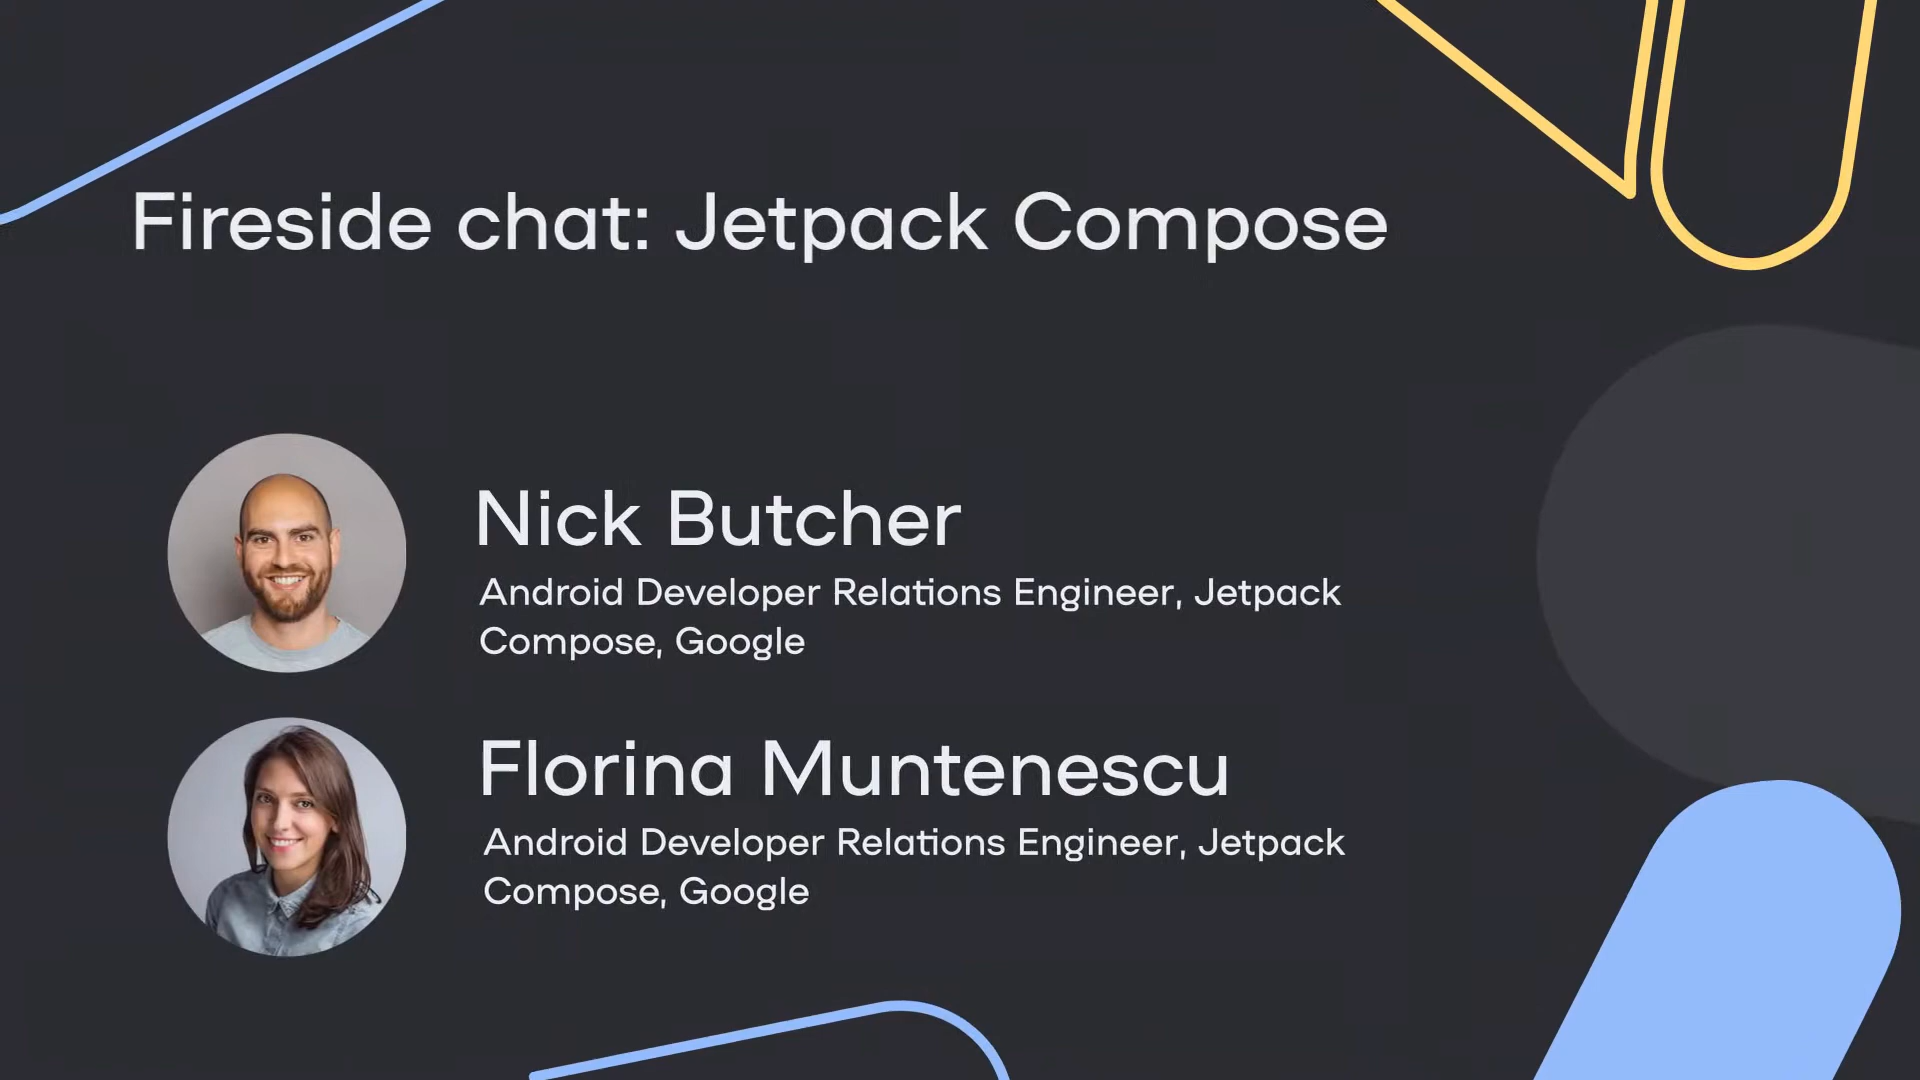 Fireside chat: Jetpack Compose
Nick Butcher
Android Developer Relations Engineer, Jetpack
Compose, Google
Florina Muntenescu
Android Developer Relations Engineer, Jetpack
Compose, Google